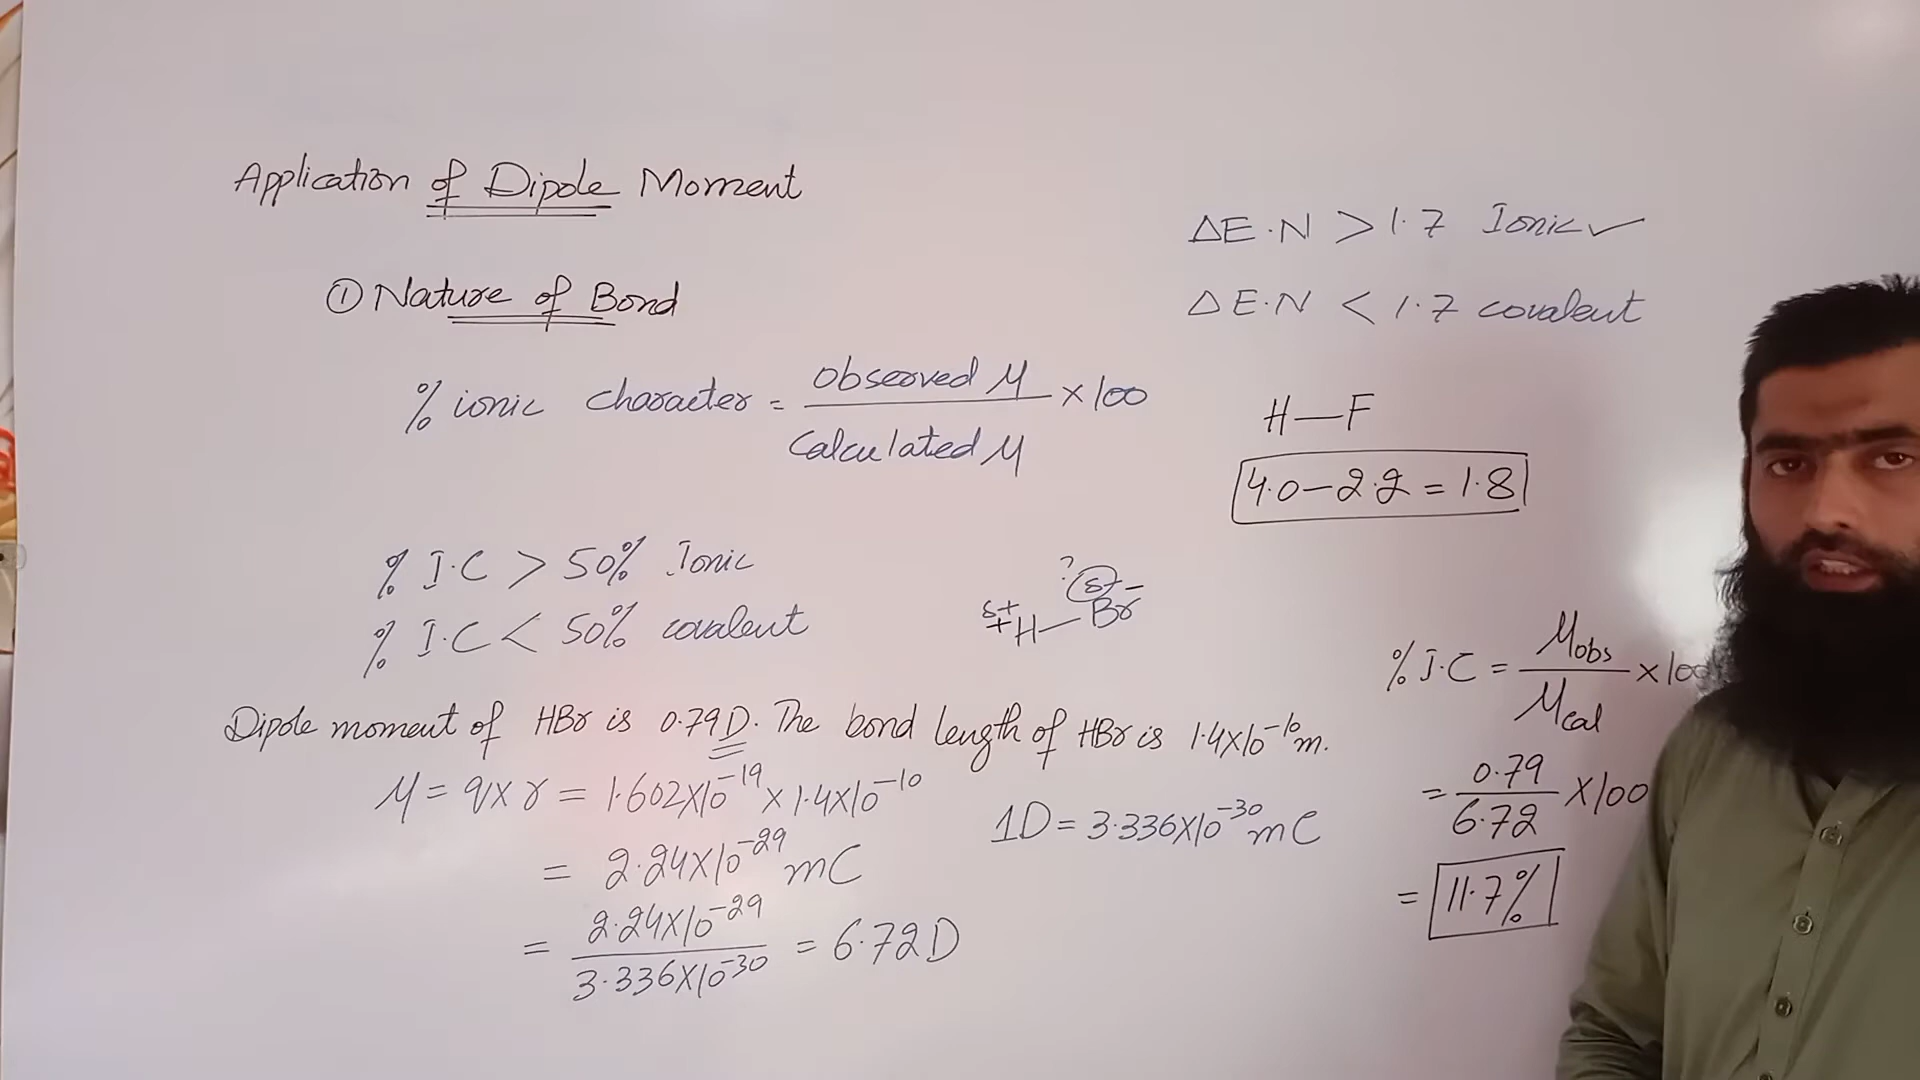 Application of Dipole Moment
① Nature of Bond
% ionic character = observed M / Calculated M × 100
% I.C > 50% Ionic
% I.C < 50% covalent
ΔE.N > 1.7 Ionic ✓
ΔE.N < 1.7 covalent
H—F
4.0—2.2 = 1.8
? δ- -
δ+
+H—Br
Dipole moment of HBr is 0.79D. The bond length of HBr is 1.4×10⁻¹⁰m.
M = q × r = 1.602×10⁻¹⁹ × 1.4×10⁻¹⁰
= 2.24×10⁻²⁹ mC
= 2.24×10⁻²⁹ / 3.336×10⁻³⁰ = 6.72D
1D = 3.336×10⁻³⁰ mC
% I.C = Mobs / Mcal × 100
= 0.79 / 6.72 × 100
= 11.7%